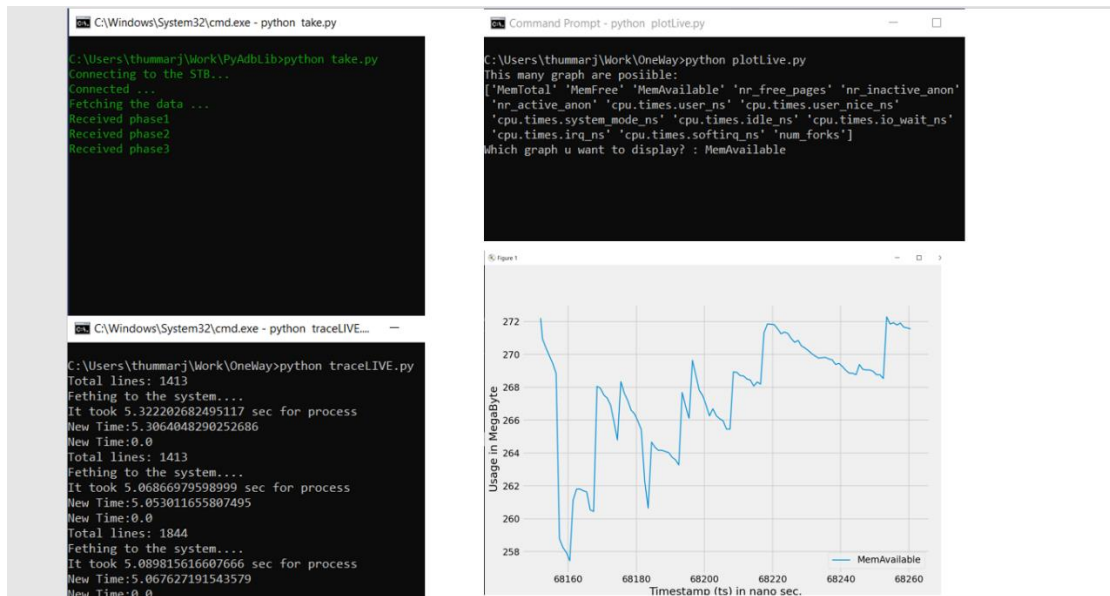 C:\Windows\System32\cmd.exe - python take.py
C:\Users\thummarj\Work\PyAdbLib>python take.py
Connecting to the STB...
Connected ...
Fetching the data ...
Received phase1
Received phase2
Received phase3
C:\Windows\System32\cmd.exe - python traceLIVE....
C:\Users\thummarj\Work\OneWay>python traceLIVE.py
Total lines: 1413
Fething to the system....
It took 5.322202682495117 sec for process
New Time:5.3064048290252686
New Time:0.0
Total lines: 1413
Fething to the system....
It took 5.06866979598999 sec for process
New Time:5.053011655807495
New Time:0.0
Total lines: 1844
Fething to the system....
It took 5.089815616607666 sec for process
New Time:5.067627191543579
New Time:0.0
Command Prompt - python plotLive.py
C:\Users\thummarj\Work\OneWay>python plotLive.py
This many graph are posiible:
['MemTotal' 'MemFree' 'MemAvailable' 'nr_free_pages' 'nr_inactive_anon'
'nr_active_anon' 'cpu.times.user_ns' 'cpu.times.user_nice_ns'
'cpu.times.system_mode_ns' 'cpu.times.idle_ns' 'cpu.times.io_wait_ns'
'cpu.times.irq_ns' 'cpu.times.softirq_ns' 'num_forks']
Which graph u want to display? : MemAvailable
Figure 1
272
270
268
266
264
262
260
258
Usage in MegaByte
MemAvailable
68160 68180 68200 68220 68240 68260
Timestamp (ts) in nano sec.